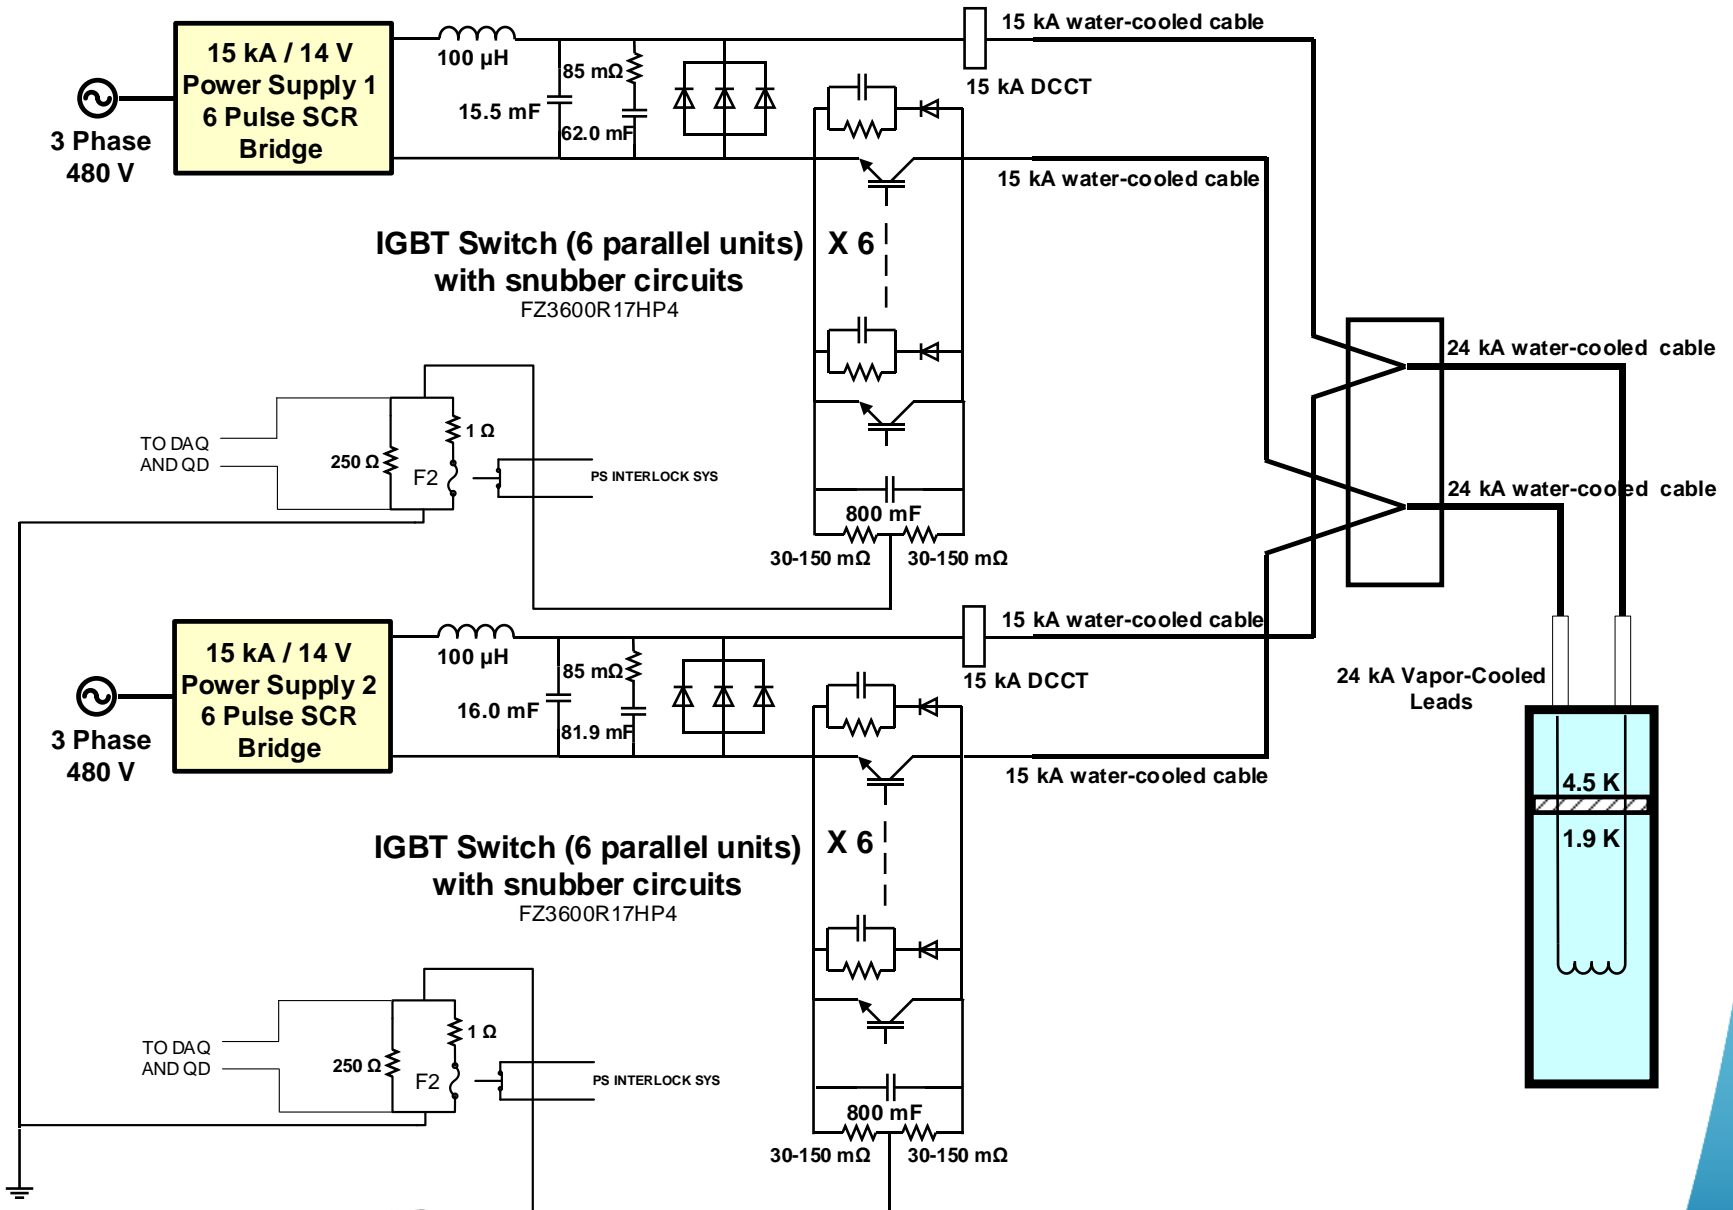 15 kA / 14 V
Power Supply 1
6 Pulse SCR
Bridge
3 Phase
480 V
100 µH
15.5 mF
85 mΩ
62.0 mF
15 kA DCCT
15 kA water-cooled cable
15 kA water-cooled cable
IGBT Switch (6 parallel units)
with snubber circuits
FZ3600R17HP4
X 6
24 kA water-cooled cable
24 kA water-cooled cable
TO DAQ
AND QD
250 Ω
1 Ω
F2
PS INTERLOCK SYS
800 mF
30-150 mΩ
30-150 mΩ
15 kA / 14 V
Power Supply 2
6 Pulse SCR
Bridge
3 Phase
480 V
100 µH
16.0 mF
85 mΩ
81.9 mF
15 kA DCCT
15 kA water-cooled cable
15 kA water-cooled cable
24 kA Vapor-Cooled
Leads
4.5 K
1.9 K
IGBT Switch (6 parallel units)
with snubber circuits
FZ3600R17HP4
X 6
TO DAQ
AND QD
250 Ω
1 Ω
F2
PS INTERLOCK SYS
800 mF
30-150 mΩ
30-150 mΩ